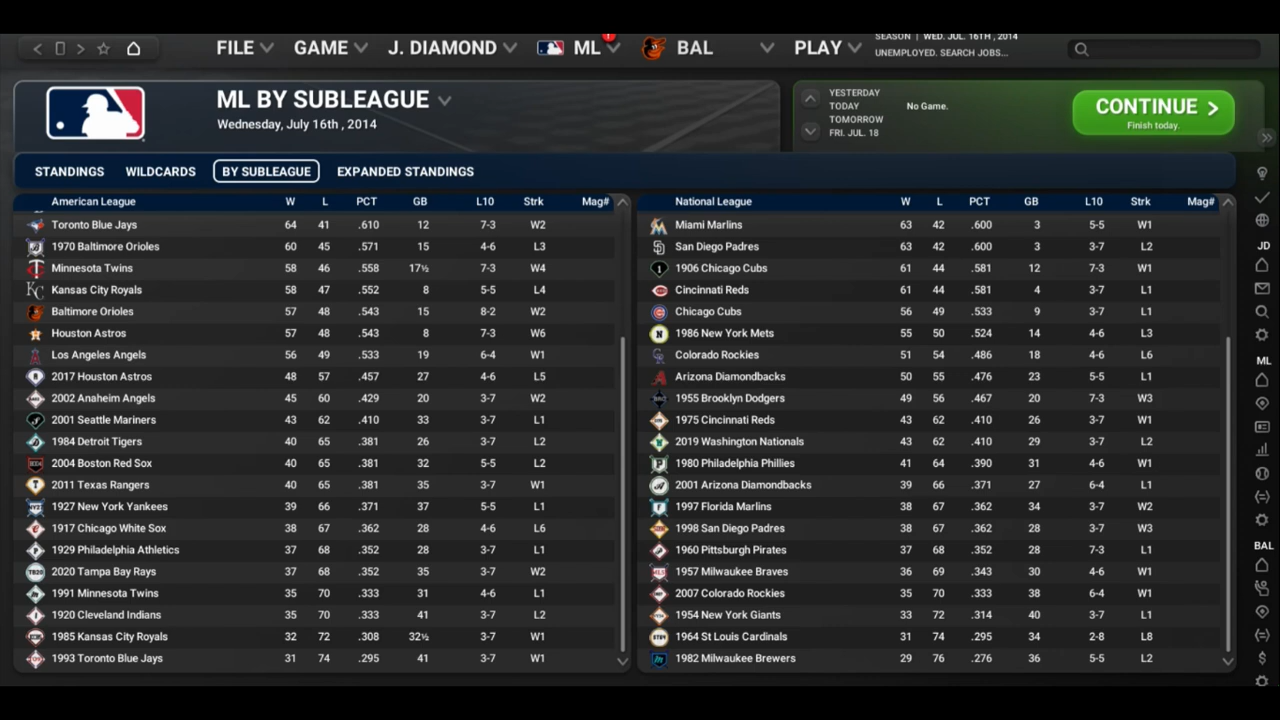 FILE GAME J. DIAMOND ML BAL PLAY
SEASON | WED. JUL. 16TH , 2014
UNEMPLOYED. SEARCH JOBS...
ML BY SUBLEAGUE
Wednesday, July 16th , 2014
YESTERDAY
TODAY No Game.
TOMORROW
FRI. JUL. 18
CONTINUE >
Finish today.
STANDINGS WILDCARDS BY SUBLEAGUE EXPANDED STANDINGS
American League W L PCT GB L10 Strk Mag#
Toronto Blue Jays 64 41 .610 12 7-3 W2
1970 Baltimore Orioles 60 45 .571 15 4-6 L3
Minnesota Twins 58 46 .558 17½ 7-3 W4
Kansas City Royals 58 47 .552 8 5-5 L4
Baltimore Orioles 57 48 .543 15 8-2 W2
Houston Astros 57 48 .543 8 7-3 W6
Los Angeles Angels 56 49 .533 19 6-4 W1
2017 Houston Astros 48 57 .457 27 4-6 L5
2002 Anaheim Angels 45 60 .429 20 3-7 W2
2001 Seattle Mariners 43 62 .410 33 3-7 L1
1984 Detroit Tigers 40 65 .381 26 3-7 L2
2004 Boston Red Sox 40 65 .381 32 5-5 L2
2011 Texas Rangers 40 65 .381 35 3-7 W1
1927 New York Yankees 39 66 .371 37 5-5 L1
1917 Chicago White Sox 38 67 .362 28 4-6 L6
1929 Philadelphia Athletics 37 68 .352 28 3-7 L1
2020 Tampa Bay Rays 37 68 .352 35 3-7 W2
1991 Minnesota Twins 35 70 .333 31 4-6 L1
1920 Cleveland Indians 35 70 .333 41 3-7 L2
1985 Kansas City Royals 32 72 .308 32½ 3-7 W1
1993 Toronto Blue Jays 31 74 .295 41 3-7 W1
National League W L PCT GB L10 Strk Mag#
Miami Marlins 63 42 .600 3 5-5 W1
San Diego Padres 63 42 .600 3 3-7 L2
1906 Chicago Cubs 61 44 .581 12 7-3 W1
Cincinnati Reds 61 44 .581 4 3-7 L1
Chicago Cubs 56 49 .533 9 3-7 L1
1986 New York Mets 55 50 .524 14 4-6 L3
Colorado Rockies 51 54 .486 18 4-6 L6
Arizona Diamondbacks 50 55 .476 23 5-5 L1
1955 Brooklyn Dodgers 49 56 .467 20 7-3 W3
1975 Cincinnati Reds 43 62 .410 26 3-7 W1
2019 Washington Nationals 43 62 .410 29 3-7 L2
1980 Philadelphia Phillies 41 64 .390 31 4-6 W1
2001 Arizona Diamondbacks 39 66 .371 27 6-4 L1
1997 Florida Marlins 38 67 .362 34 3-7 W2
1998 San Diego Padres 38 67 .362 28 3-7 W3
1960 Pittsburgh Pirates 37 68 .352 28 7-3 L1
1957 Milwaukee Braves 36 69 .343 30 4-6 W1
2007 Colorado Rockies 35 70 .333 38 6-4 W1
1954 New York Giants 33 72 .314 40 3-7 L1
1964 St Louis Cardinals 31 74 .295 34 2-8 L8
1982 Milwaukee Brewers 29 76 .276 36 5-5 L2
JD
ML
BAL